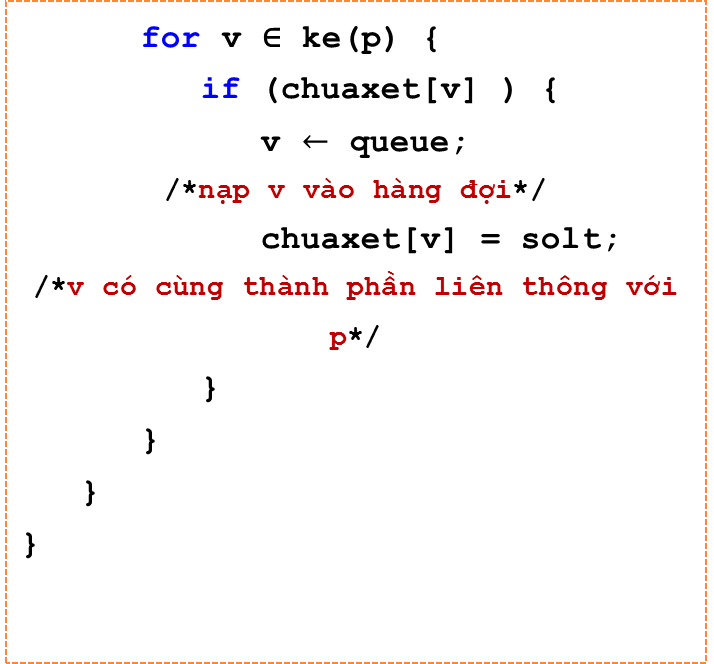 for v ∈ ke(p) {
if (chuaxet[v] ) {
v ← queue;
/*nạp v vào hàng đợi*/
chuaxet[v] = solt;
/*v có cùng thành phần liên thông với
p*/
}
}
}
}